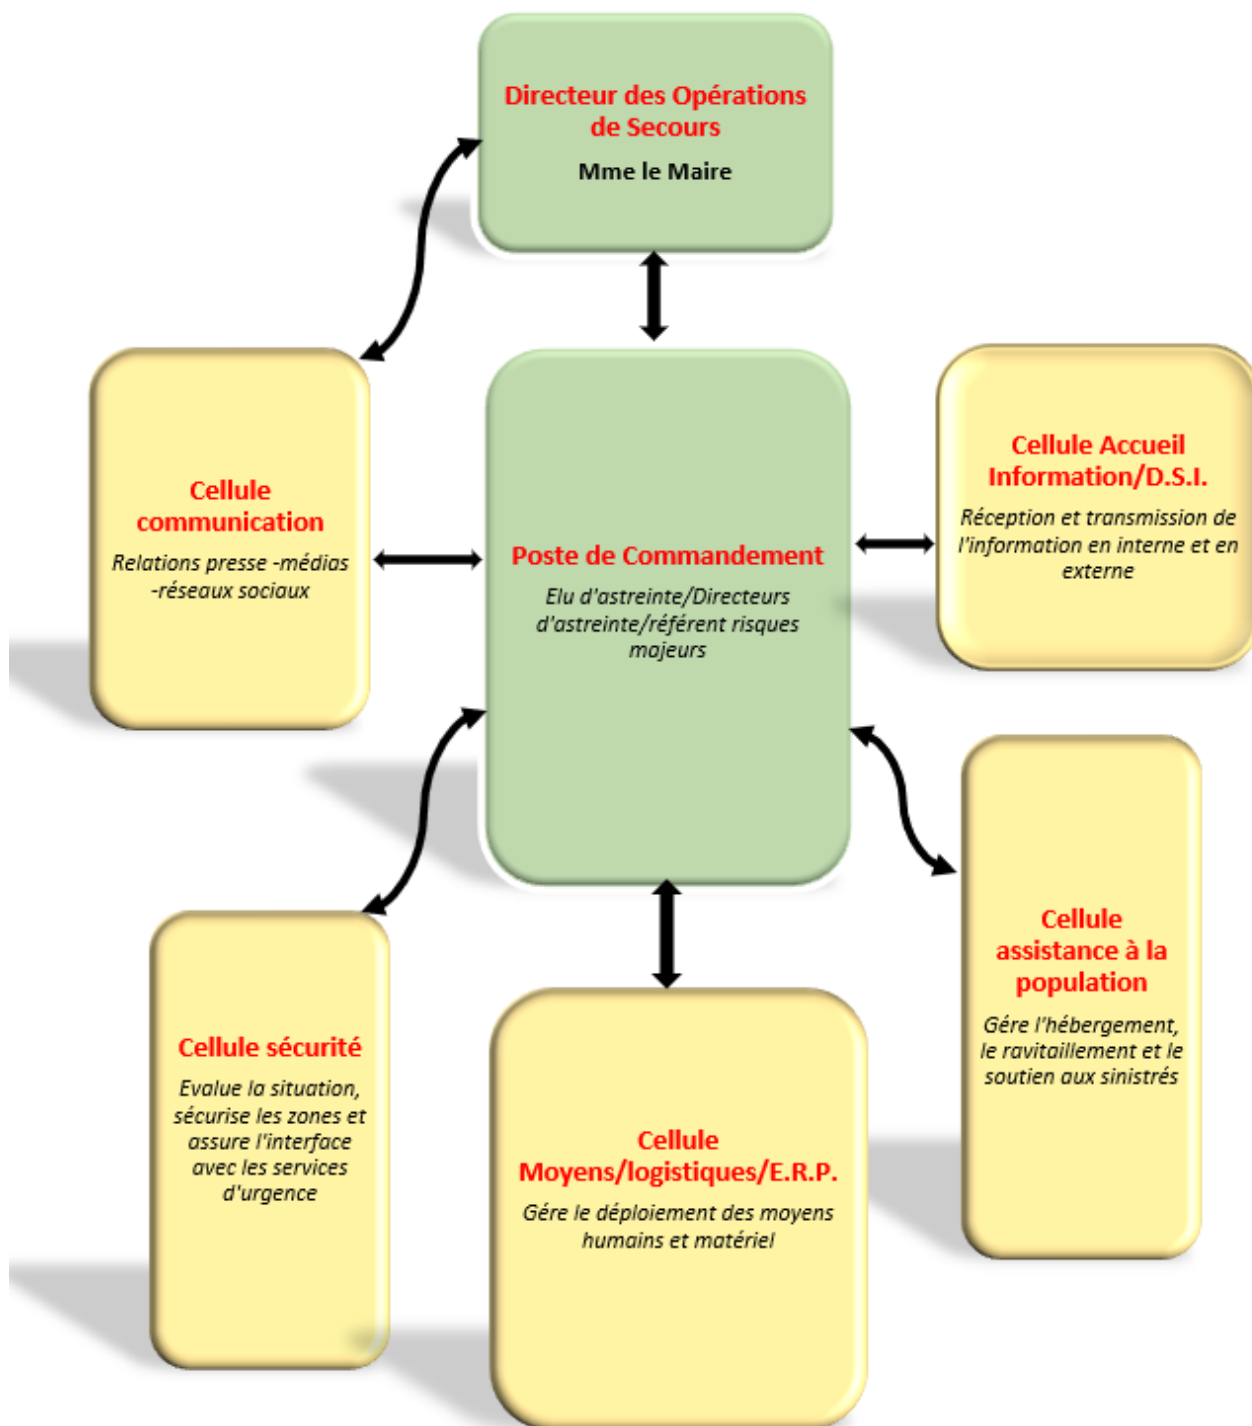 Directeur des Opérations
de Secours
Mme le Maire
Cellule
communication
Relations presse -médias
-réseaux sociaux
Poste de Commandement
Elu d'astreinte/Directeurs
d'astreinte/référent risques
majeurs
Cellule Accueil
Information/D.S.I.
Réception et transmission de
l'information en interne et en
externe
Cellule sécurité
Evalue la situation,
sécurise les zones et
assure l'interface
avec les services
d'urgence
Cellule
Moyens/logistiques/E.R.P.
Gére le déploiement des moyens
humains et matériel
Cellule
assistance à la
population
Gére l'hébergement,
le ravitaillement et le
soutien aux sinistrés